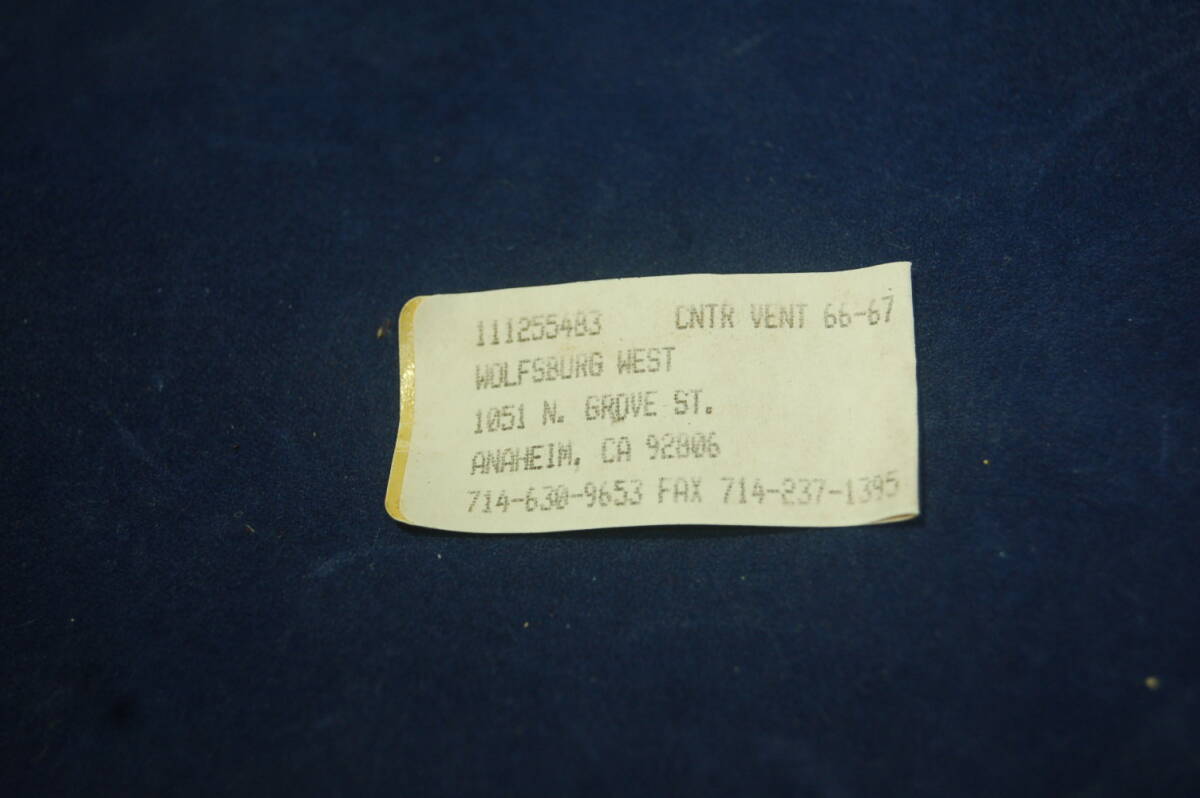 111255483 CNTR VENT 66-67
WOLFSBURG WEST
1051 N. GROVE ST.
ANAHEIM, CA 92806
714-630-9653 FAX 714-237-1395